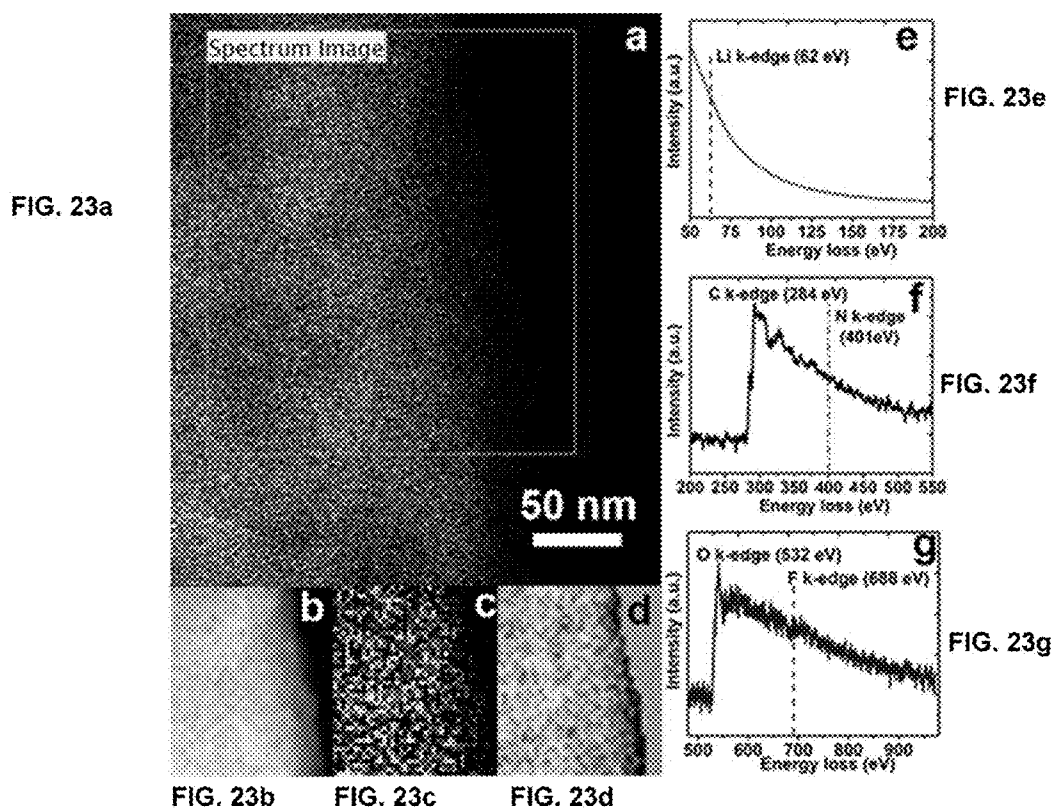 FIG. 23a
Spectrum Image
a
50 nm
b
c
d
FIG. 23b
FIG. 23c
FIG. 23d
e
Li k-edge (62 eV)
Intensity (a.u.)
50 75 100 125 150 175 200
Energy loss (eV)
FIG. 23e
f
C k-edge (284 eV)
N k-edge
(401eV)
Intensity (a.u.)
200 300 350 400 450 500 550
Energy loss (eV)
FIG. 23f
g
O k-edge (532 eV)
F k-edge (688 eV)
Intensity (a.u.)
500 600 700 800 900
Energy loss (eV)
FIG. 23g